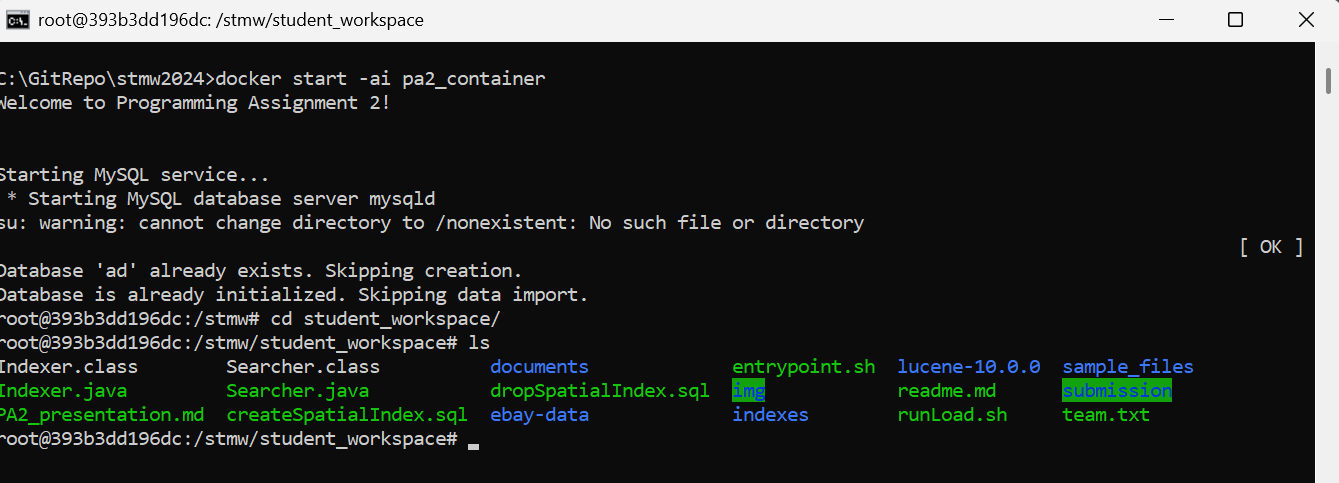 root@393b3dd196dc: /stmw/student_workspace
C:\GitRepo\stmw2024>docker start -ai pa2_container
Welcome to Programming Assignment 2!
Starting MySQL service...
 * Starting MySQL database server mysqld
su: warning: cannot change directory to /nonexistent: No such file or directory
[ OK ]
Database 'ad' already exists. Skipping creation.
Database is already initialized. Skipping data import.
root@393b3dd196dc:/stmw# cd student_workspace/
root@393b3dd196dc:/stmw/student_workspace# ls
Indexer.class Searcher.class documents entrypoint.sh lucene-10.0.0 sample_files
Indexer.java Searcher.java dropSpatialIndex.sql img readme.md submission
PA2_presentation.md createSpatialIndex.sql ebay-data indexes runLoad.sh team.txt
root@393b3dd196dc:/stmw/student_workspace#